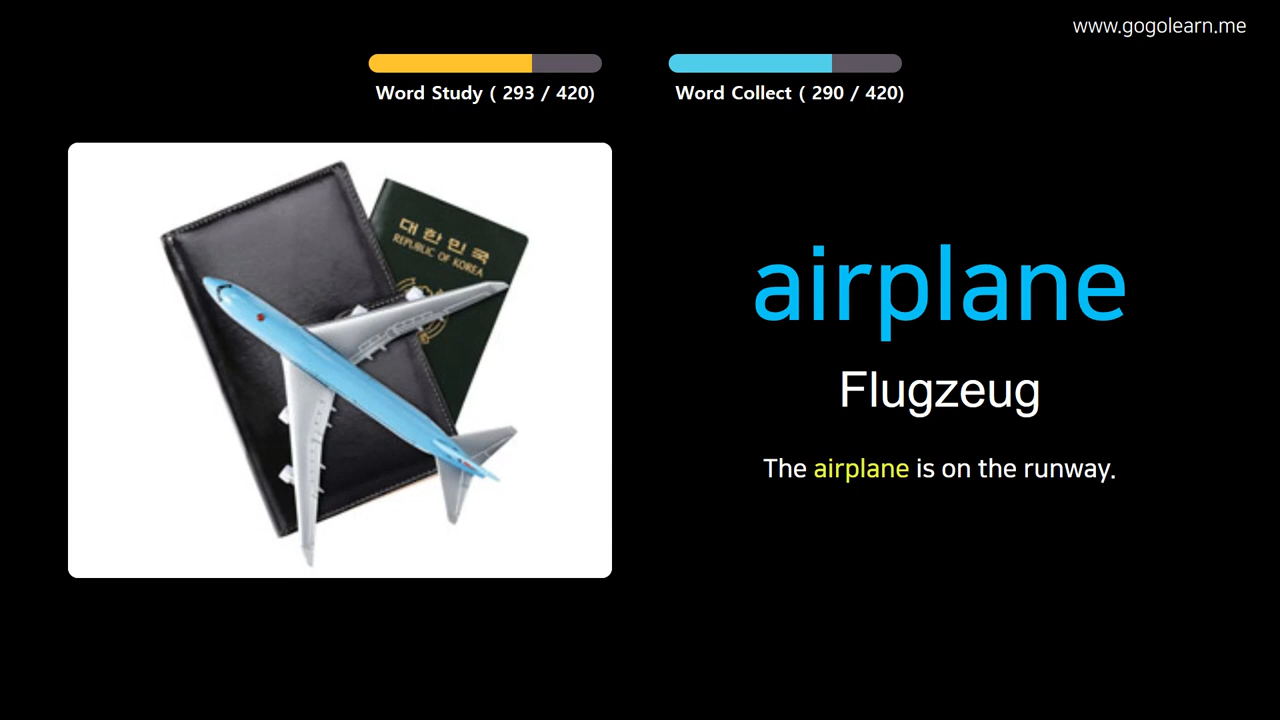 www.gogolearn.me
Word Study ( 293 / 420)
Word Collect ( 290 / 420)
대한민국
REPUBLIC OF KOREA
airplane
Flugzeug
The airplane is on the runway.